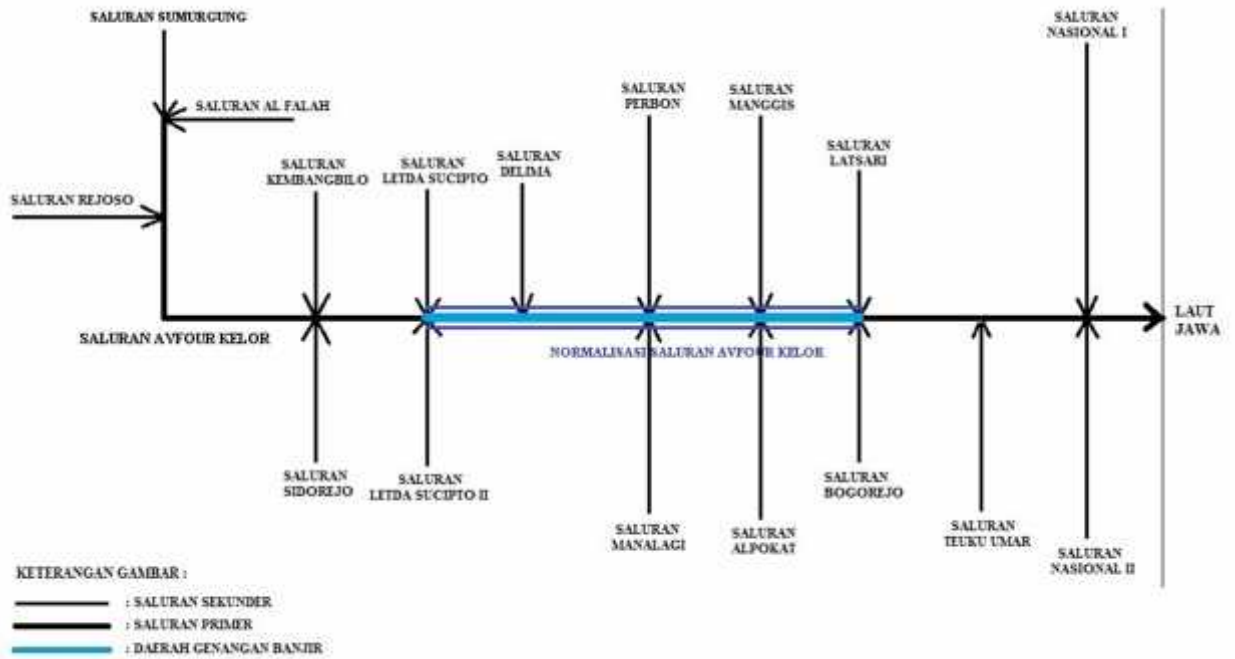 SALURAN SUMURGUNG
SALURAN
NASIONAL I
SALURAN AL FALAH
SALURAN
PERBON
SALURAN
MANGGIS
SALURAN
KEMBANGBILO
SALURAN
LETDA SUCIPTO
SALURAN
DELIMA
SALURAN
LATSARI
SALURAN REJOSO
SALURAN AVFOUR KELOR
LAUT
JAWA
NORMALISASI SALURAN AVFOUR KELOR
SALURAN
SIDOREJO
SALURAN
LETDA SUCIPTO II
SALURAN
BOGOREJO
SALURAN
MANALAGI
SALURAN
ALPOKAT
SALURAN
TEUKU UMAR
SALURAN
NASIONAL II
KETERANGAN GAMBAR :
: SALURAN SEKUNDER
: SALURAN PRIMER
: DAERAH GENANGAN BANJIR